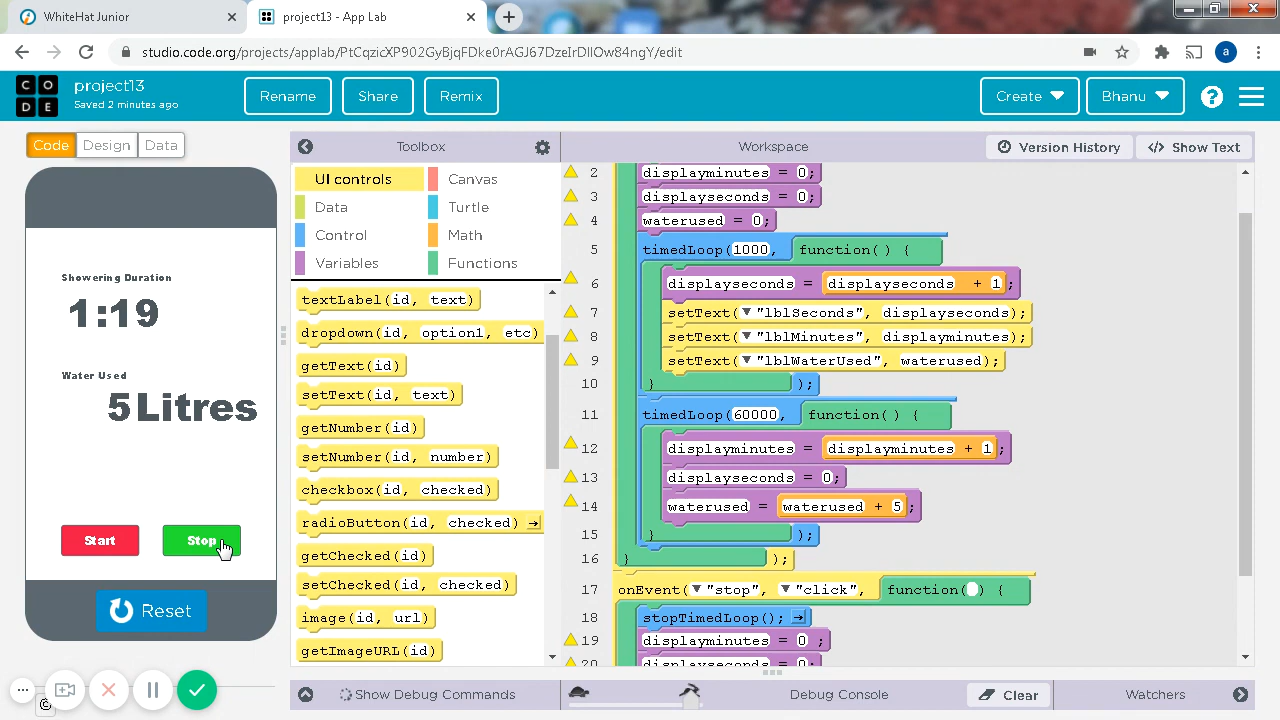 WhiteHat Junior
project13 - App Lab
studio.code.org/projects/applab/PtCqzicXP902GyBjqFDke0rAGJ67DzeIrDllOw84ngY/edit
a
C O
D E
project13
Saved 2 minutes ago
Rename
Share
Remix
Create
Bhanu
?
Code
Design
Data
Toolbox
Workspace
Version History
</> Show Text
UI controls
Canvas
Data
Turtle
Control
Math
Variables
Functions
textLabel(id, text)
dropdown(id, option1, etc)
getText(id)
setText(id, text)
getNumber(id)
setNumber(id, number)
checkbox(id, checked)
radioButton(id, checked)
getChecked(id)
setChecked(id, checked)
image(id, url)
getImageURL(id)
Showering Duration
1:19
Water Used
5 Litres
Start
Stop
Reset
2 displayminutes = 0;
3 displayseconds = 0;
4 waterused = 0;
5 timedLoop(1000, function( ) {
6 displayseconds = displayseconds + 1;
7 setText( "lblSeconds", displayseconds);
8 setText( "lblMinutes", displayminutes);
9 setText( "lblWaterUsed", waterused);
10 } );
11 timedLoop(60000, function( ) {
12 displayminutes = displayminutes + 1;
13 displayseconds = 0;
14 waterused = waterused + 5;
15 } );
16 } );
17 onEvent( "stop", "click", function( ) {
18 stopTimedLoop();
19 displayminutes = 0 ;
20 displayseconds = 0;
Show Debug Commands
Debug Console
Clear
Watchers
©